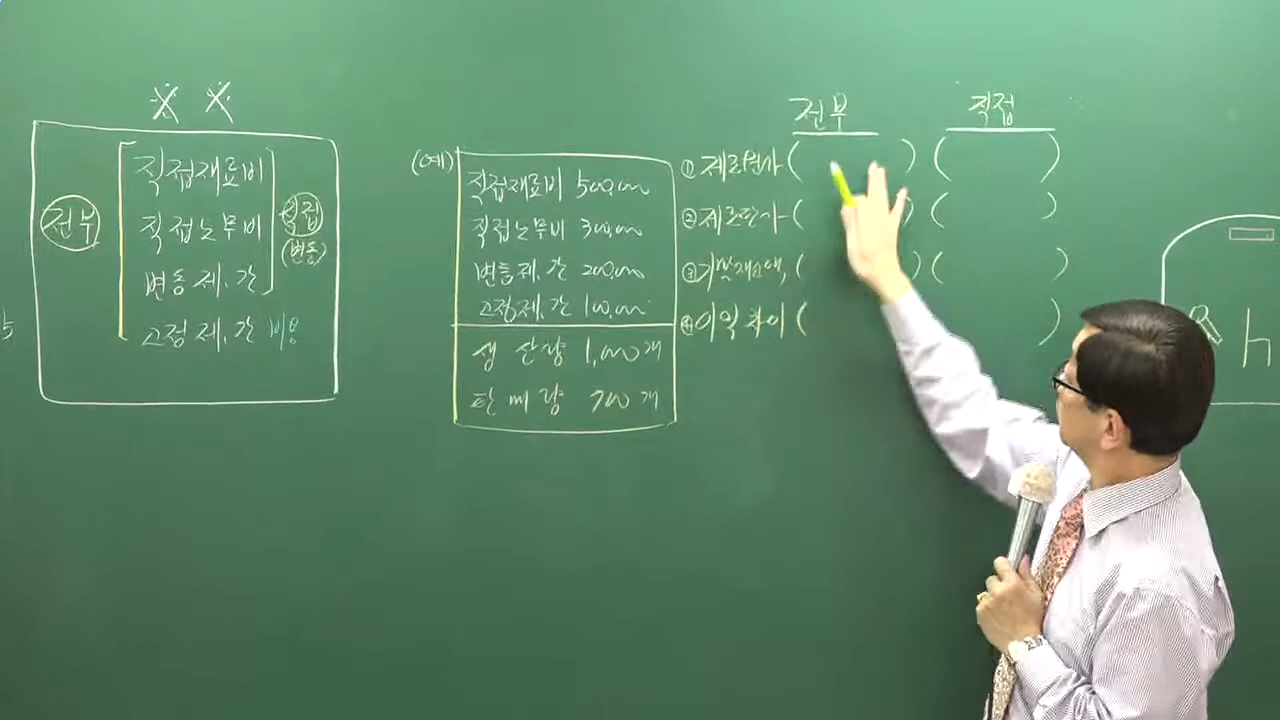 ※ ※
전부
직접재료비
직접노무비
변동제.간
고정제.간 비용
직접
(변동)
(예)
직접재료비 500,000
직접노무비 300,000
변동제.간 200,000
고정제.간 100,000
생산량 1,000개
판매량 700개
전부 직접
① 제조원가 ( ) ( )
② 제조단가 ( ) ( )
③ 기말재고액, ( ) ( )
④ 이익차이 ( )
h